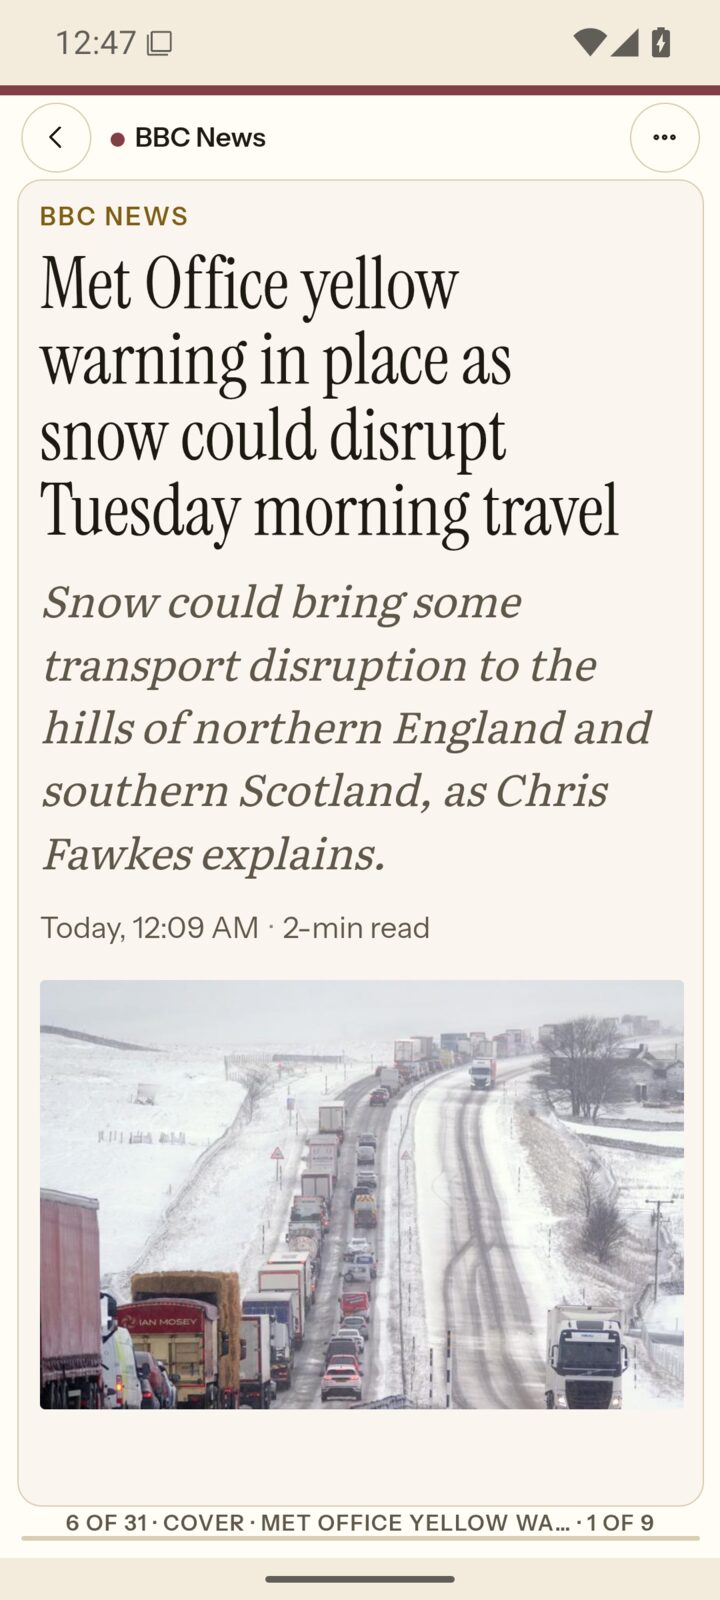 12:47
BBC News
BBC NEWS
Met Office yellow
warning in place as
snow could disrupt
Tuesday morning travel
Snow could bring some
transport disruption to the
hills of northern England and
southern Scotland, as Chris
Fawkes explains.
Today, 12:09 AM · 2-min read
IAN MOSEY
6 OF 31 · COVER · MET OFFICE YELLOW WA... · 1 OF 9